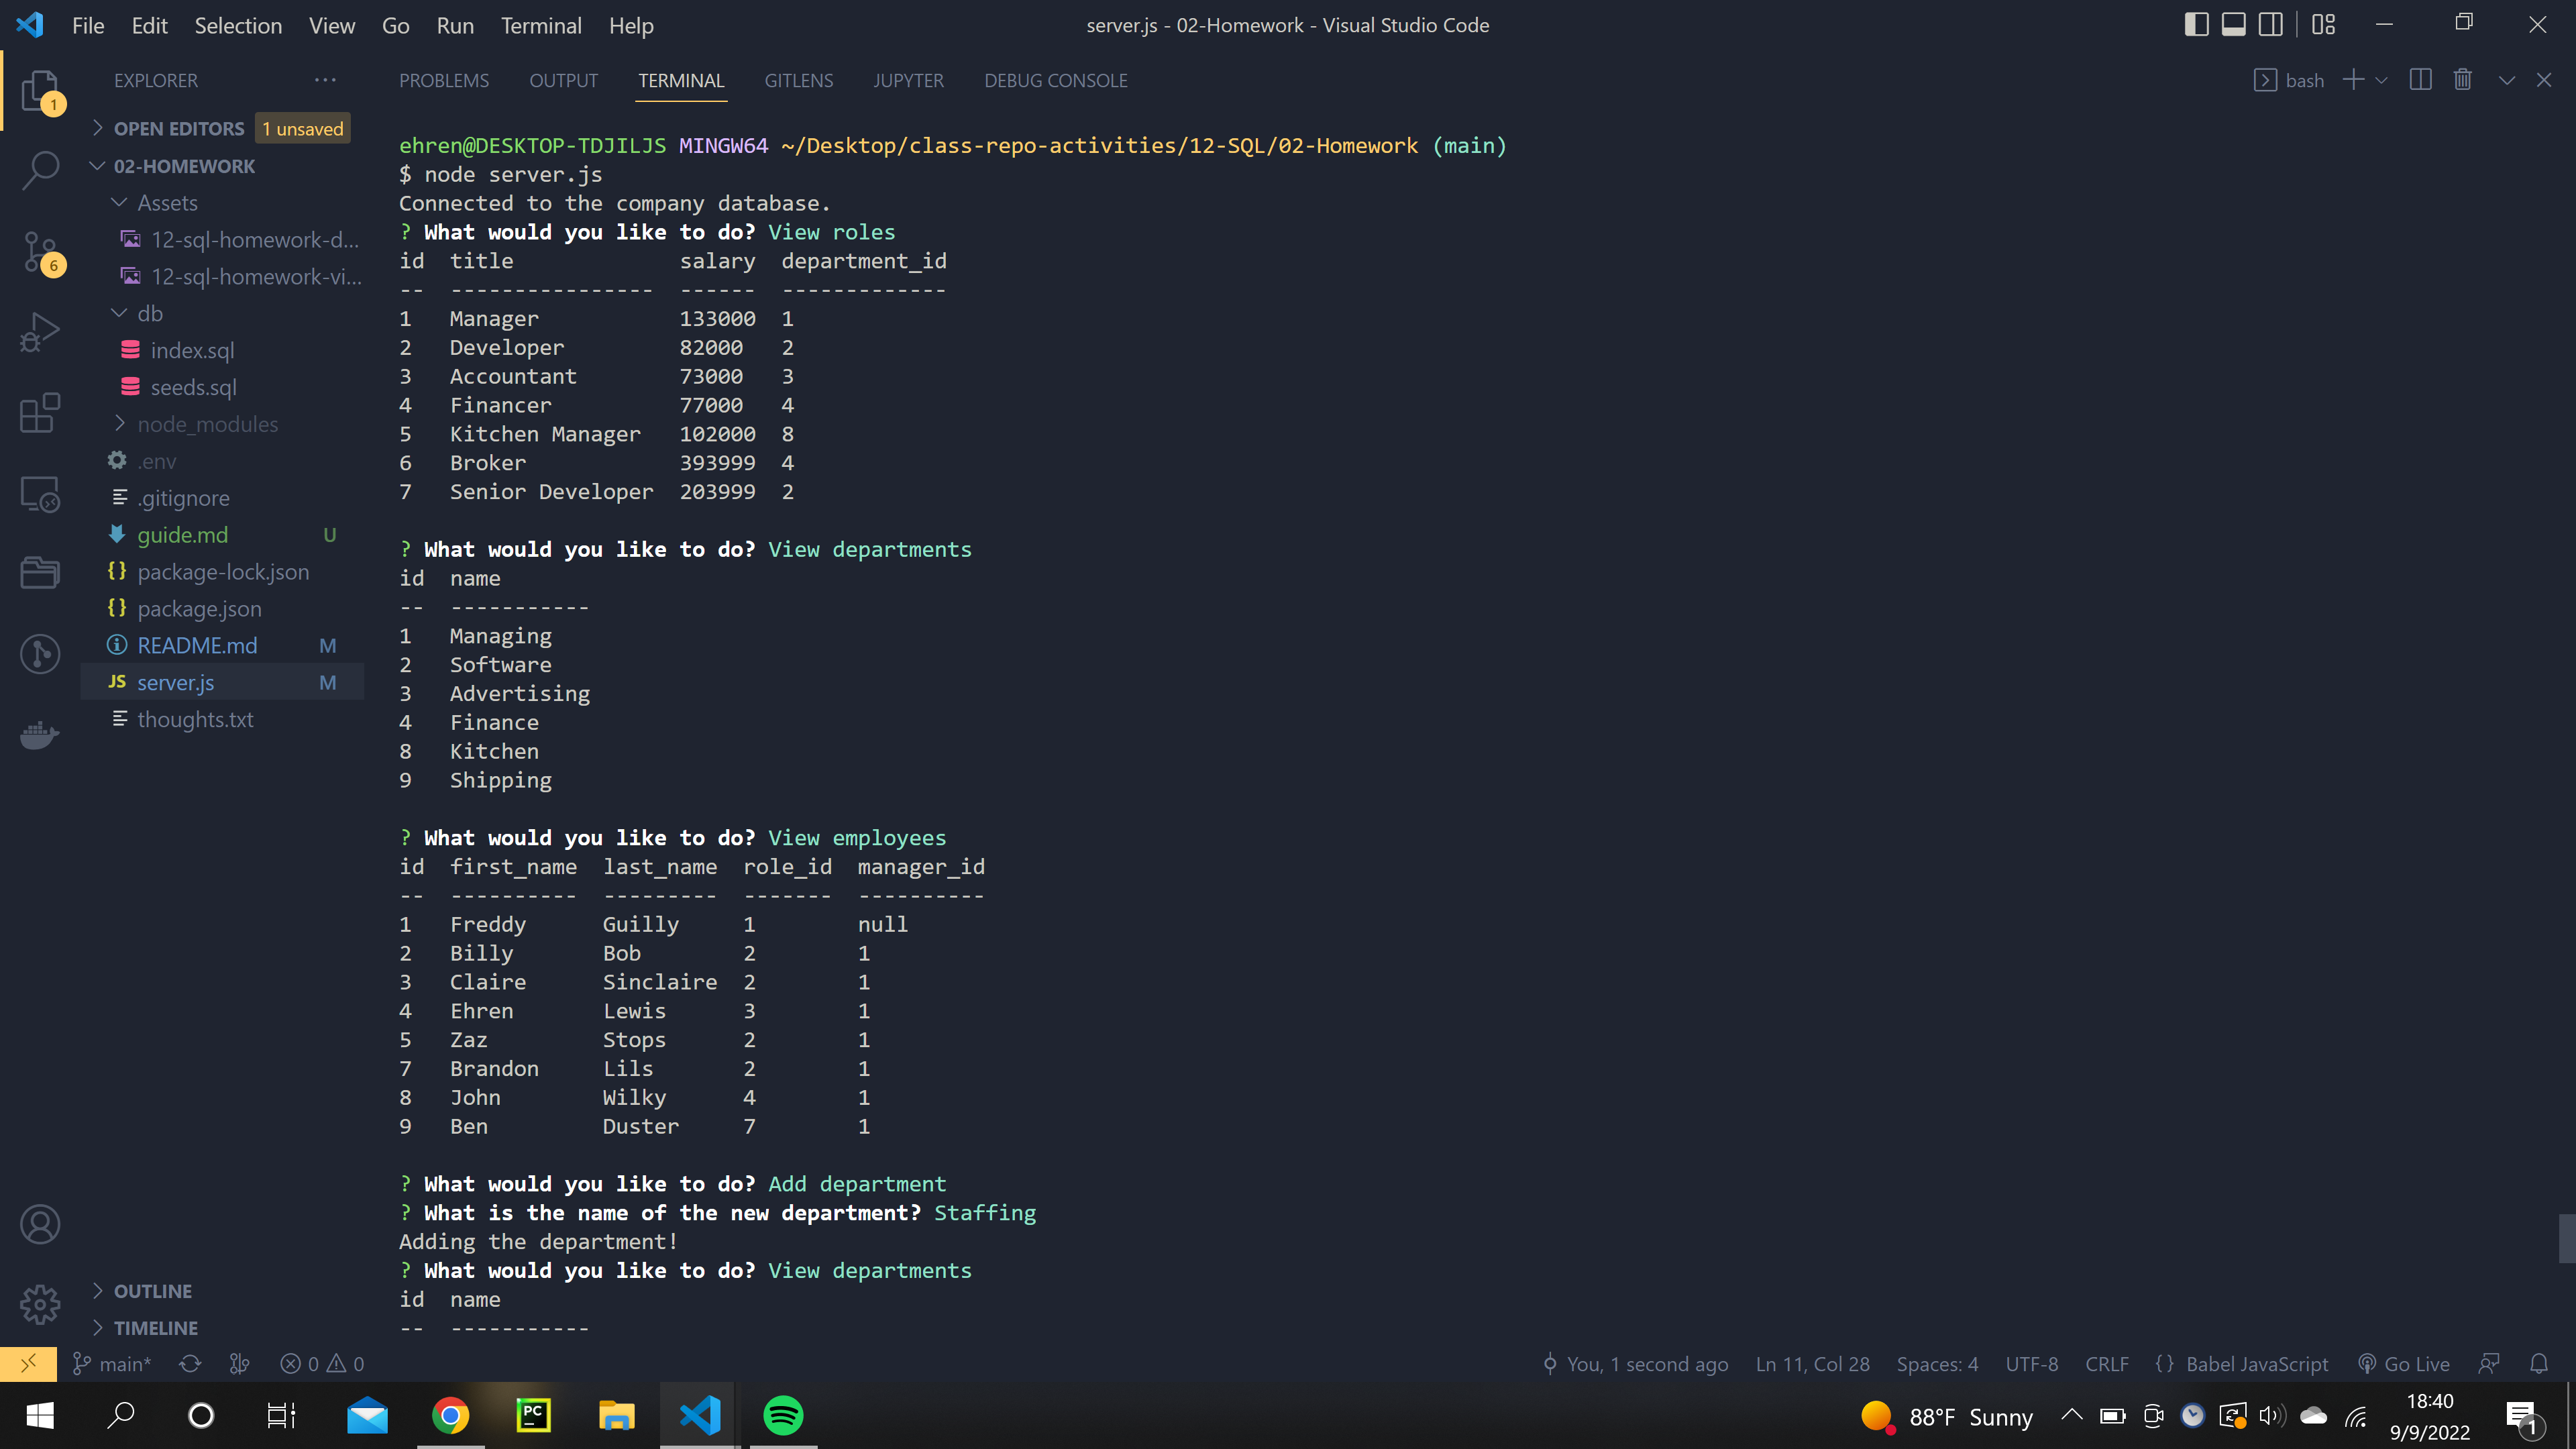 File Edit Selection View Go Run Terminal Help
server.js - 02-Homework - Visual Studio Code
EXPLORER
PROBLEMS OUTPUT TERMINAL GITLENS JUPYTER DEBUG CONSOLE
bash
1
OPEN EDITORS 1 unsaved
02-HOMEWORK
Assets
12-sql-homework-d...
12-sql-homework-vi...
6
db
index.sql
seeds.sql
node_modules
.env
.gitignore
guide.md U
{} package-lock.json
{} package.json
README.md M
JS server.js M
thoughts.txt
OUTLINE
TIMELINE
ehren@DESKTOP-TDJILJS MINGW64 ~/Desktop/class-repo-activities/12-SQL/02-Homework (main)
$ node server.js
Connected to the company database.
? What would you like to do? View roles
id  title             salary  department_id
--  ----------------  ------  -------------
1   Manager           133000  1
2   Developer         82000   2
3   Accountant        73000   3
4   Financer          77000   4
5   Kitchen Manager   102000  8
6   Broker            393999  4
7   Senior Developer  203999  2
? What would you like to do? View departments
id  name
--  -----------
1   Managing
2   Software
3   Advertising
4   Finance
8   Kitchen
9   Shipping
? What would you like to do? View employees
id  first_name  last_name  role_id  manager_id
--  ----------  ---------  -------  ----------
1   Freddy      Guilly     1        null
2   Billy       Bob        2        1
3   Claire      Sinclaire  2        1
4   Ehren       Lewis      3        1
5   Zaz         Stops      2        1
7   Brandon     Lils       2        1
8   John        Wilky      4        1
9   Ben         Duster     7        1
? What would you like to do? Add department
? What is the name of the new department? Staffing
Adding the department!
? What would you like to do? View departments
id  name
--  -----------
main* 0 0 You, 1 second ago Ln 11, Col 28 Spaces: 4 UTF-8 CRLF {} Babel JavaScript Go Live
PC
88°F Sunny
18:40
9/9/2022
1